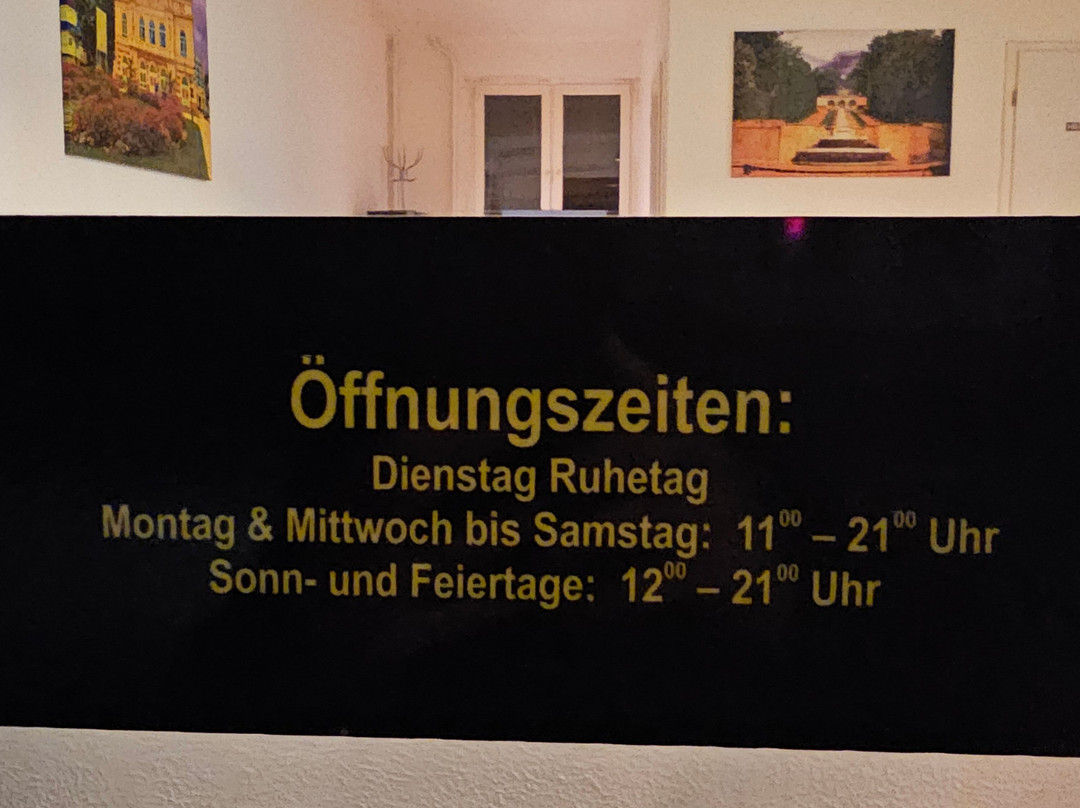 Öffnungszeiten:
Dienstag Ruhetag
Montag & Mittwoch bis Samstag: 11⁰⁰ – 21⁰⁰ Uhr
Sonn- und Feiertage: 12⁰⁰ – 21⁰⁰ Uhr